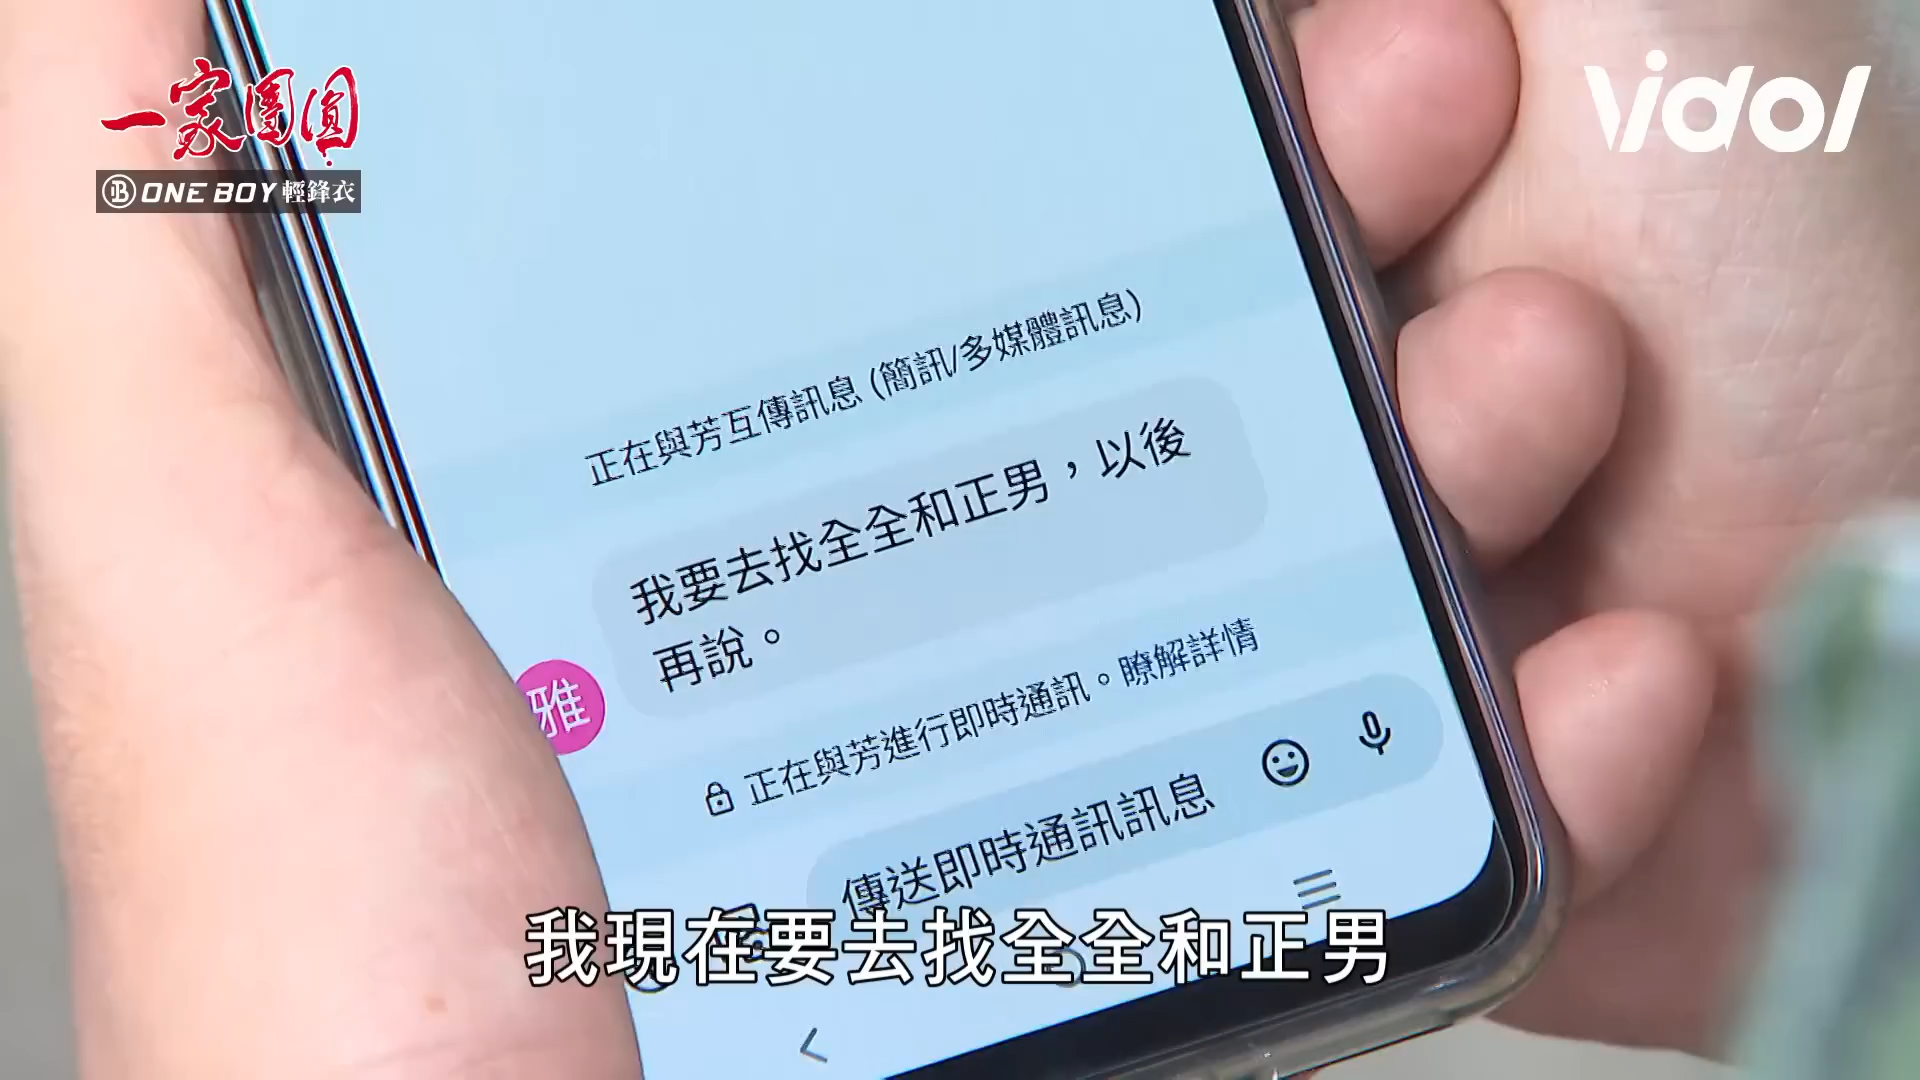 一家團圓
ONE BOY 輕鋒衣
Vidol
正在與芳互傳訊息 (簡訊/多媒體訊息)
我要去找全全和正男，以後
再說。
雅
正在與芳進行即時通訊。瞭解詳情
傳送即時通訊訊息
我現在要去找全全和正男